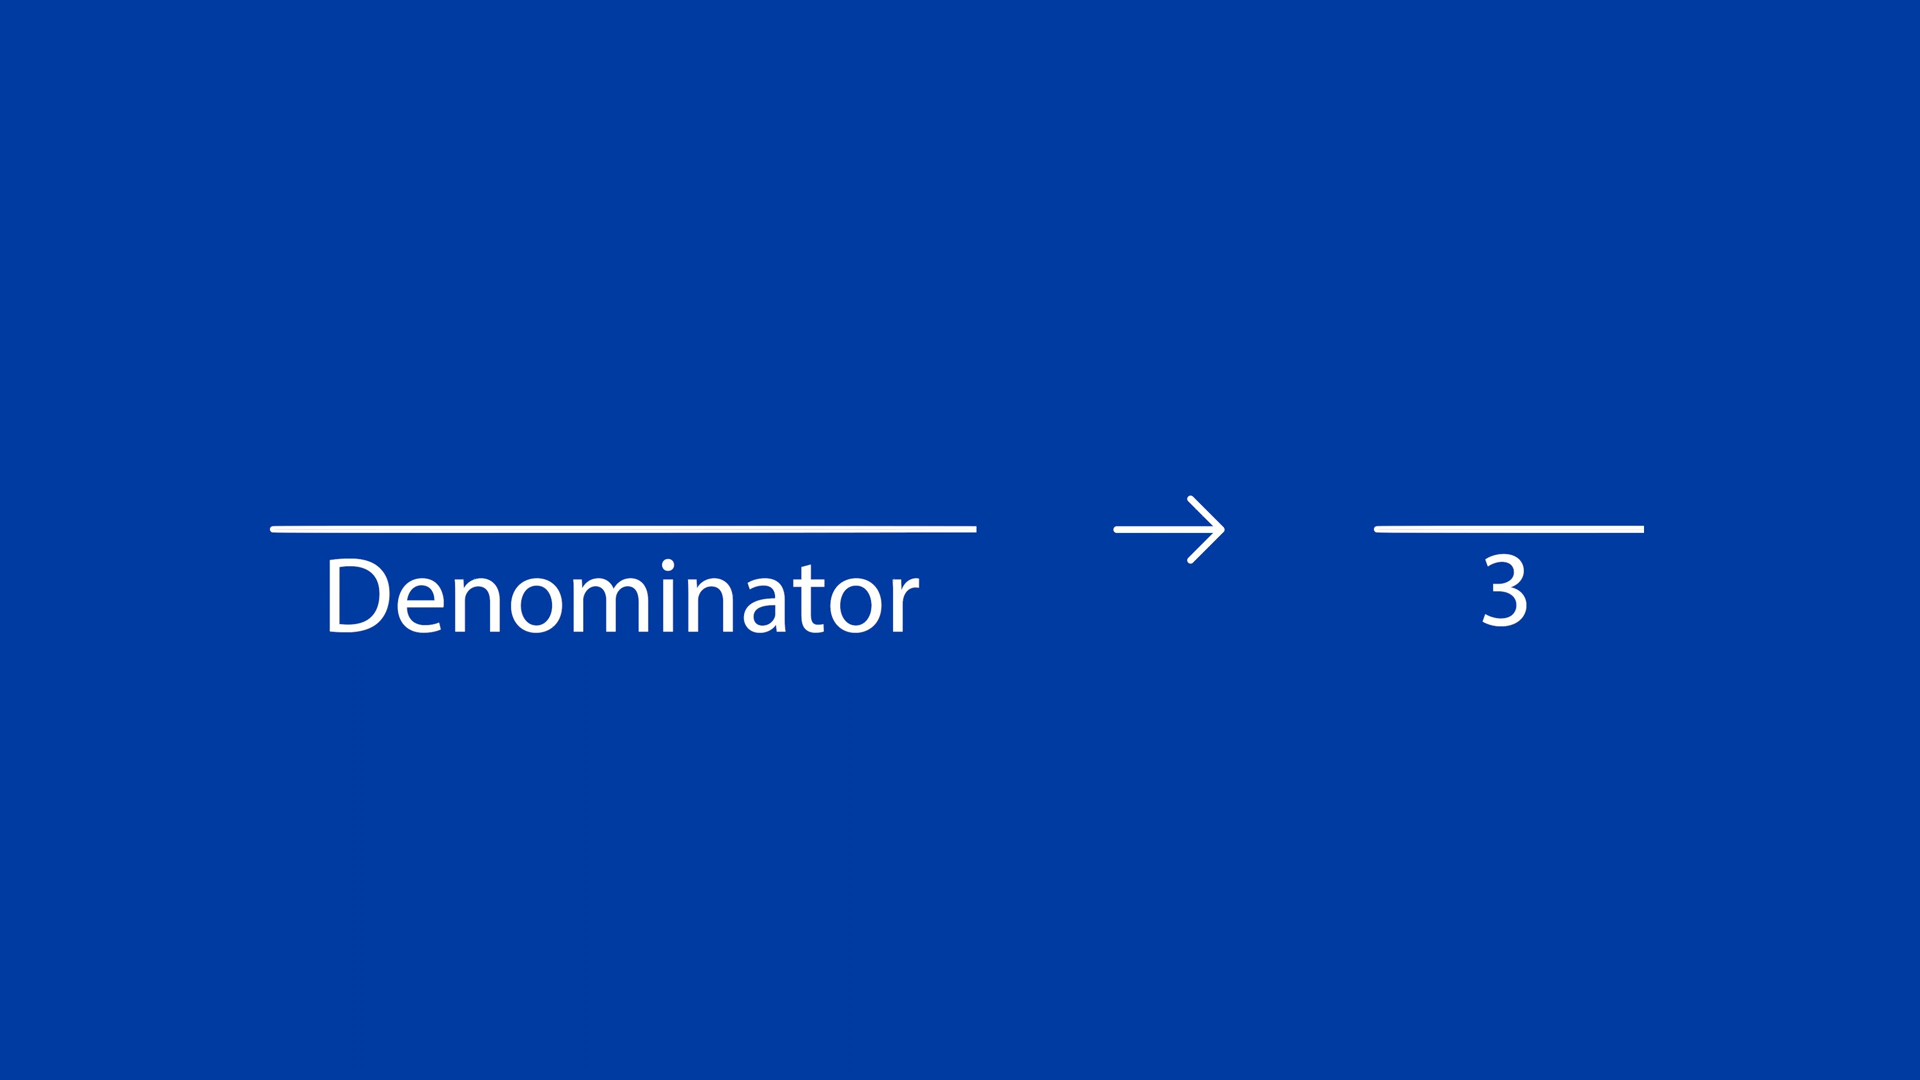 Denominator → 3